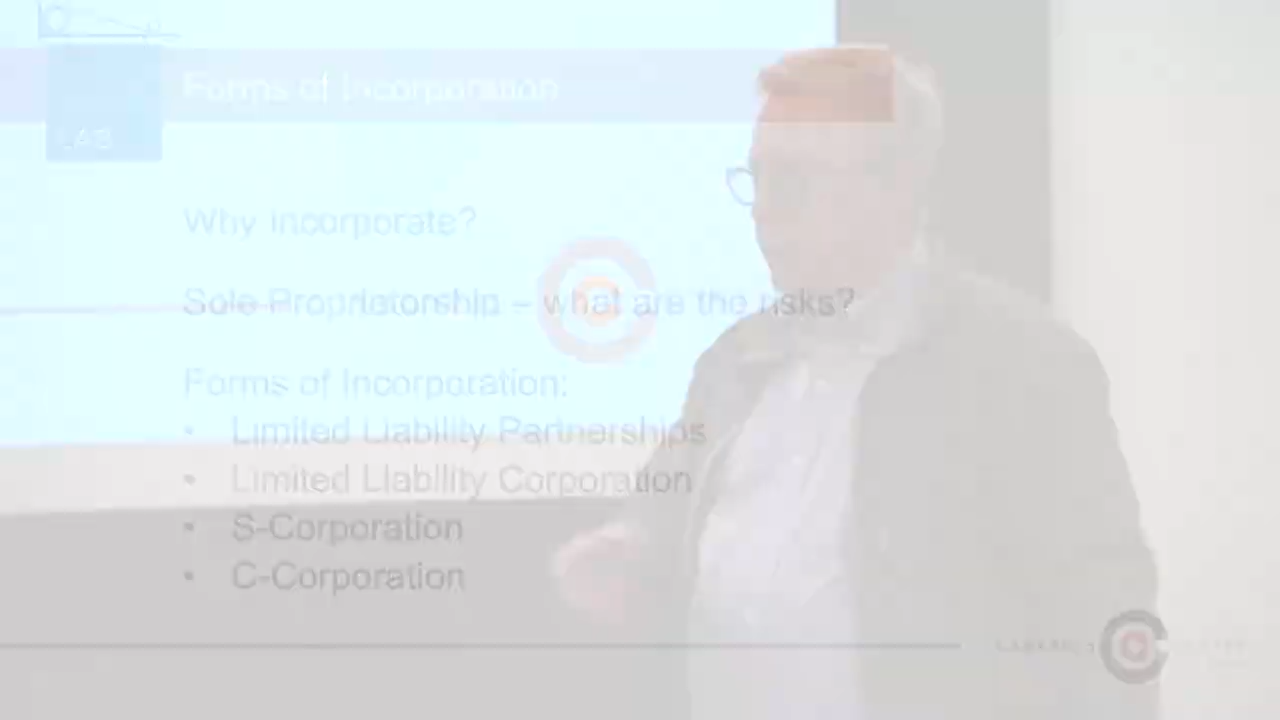 Forms of Incorporation
LAB
Why Incorporate?
Sole Proprietorship – what are the risks?
Forms of Incorporation:
• Limited Liability Partnerships
• Limited Liability Corporation
• S-Corporation
• C-Corporation